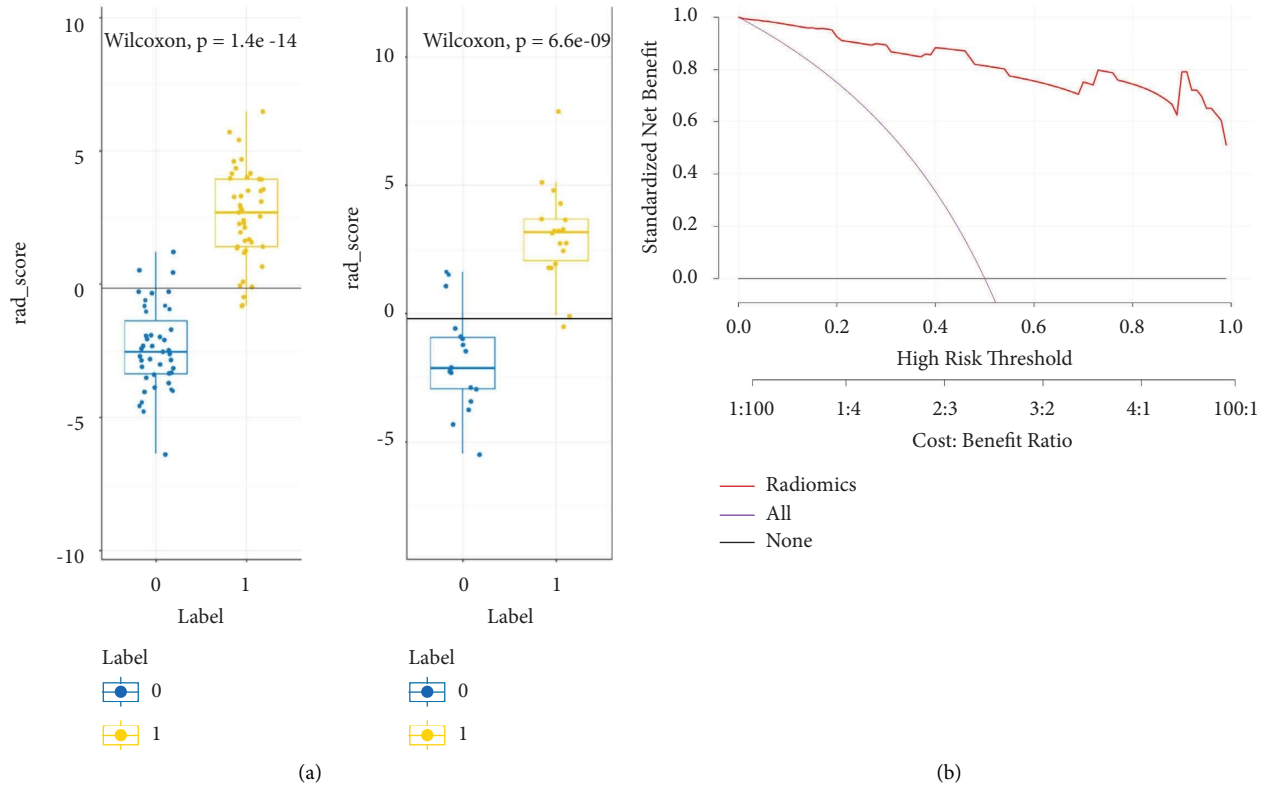 Wilcoxon, p = 1.4e -14
10
5
0
-5
-10
rad_score
0 1
Label
Label
0
1
Wilcoxon, p = 6.6e-09
10
5
0
-5
rad_score
0 1
Label
Label
0
1
(a)
1.0
0.8
0.6
0.4
0.2
0.0
Standardized Net Benefit
0.0 0.2 0.4 0.6 0.8 1.0
High Risk Threshold
1:100 1:4 2:3 3:2 4:1 100:1
Cost: Benefit Ratio
Radiomics
All
None
(b)